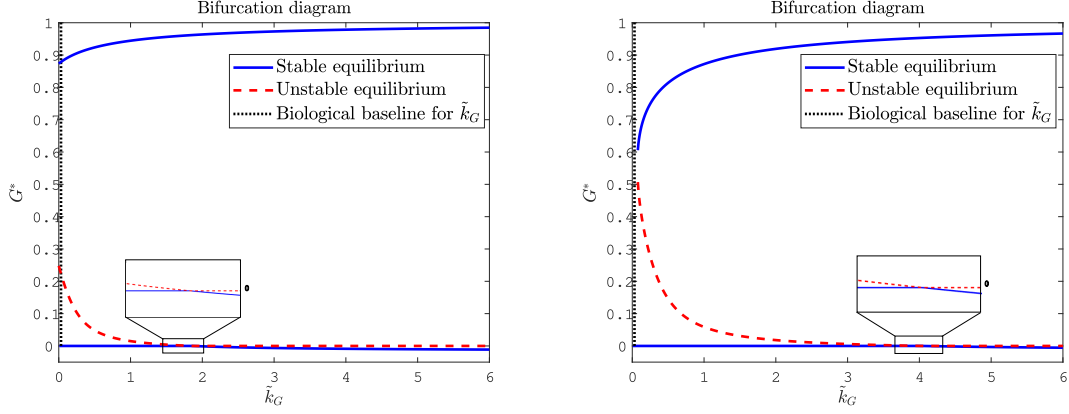 Bifurcation diagram
1
0.9
0.8
0.7
0.6
0.5
0.4
0.3
0.2
0.1
0
G*
Stable equilibrium
Unstable equilibrium
Biological baseline for k̃_G
0
0 1 2 3 4 5 6
k̃_G
Bifurcation diagram
1
0.9
0.8
0.7
0.6
0.5
0.4
0.3
0.2
0.1
0
G*
Stable equilibrium
Unstable equilibrium
Biological baseline for k̃_G
0
0 1 2 3 4 5 6
k̃_G